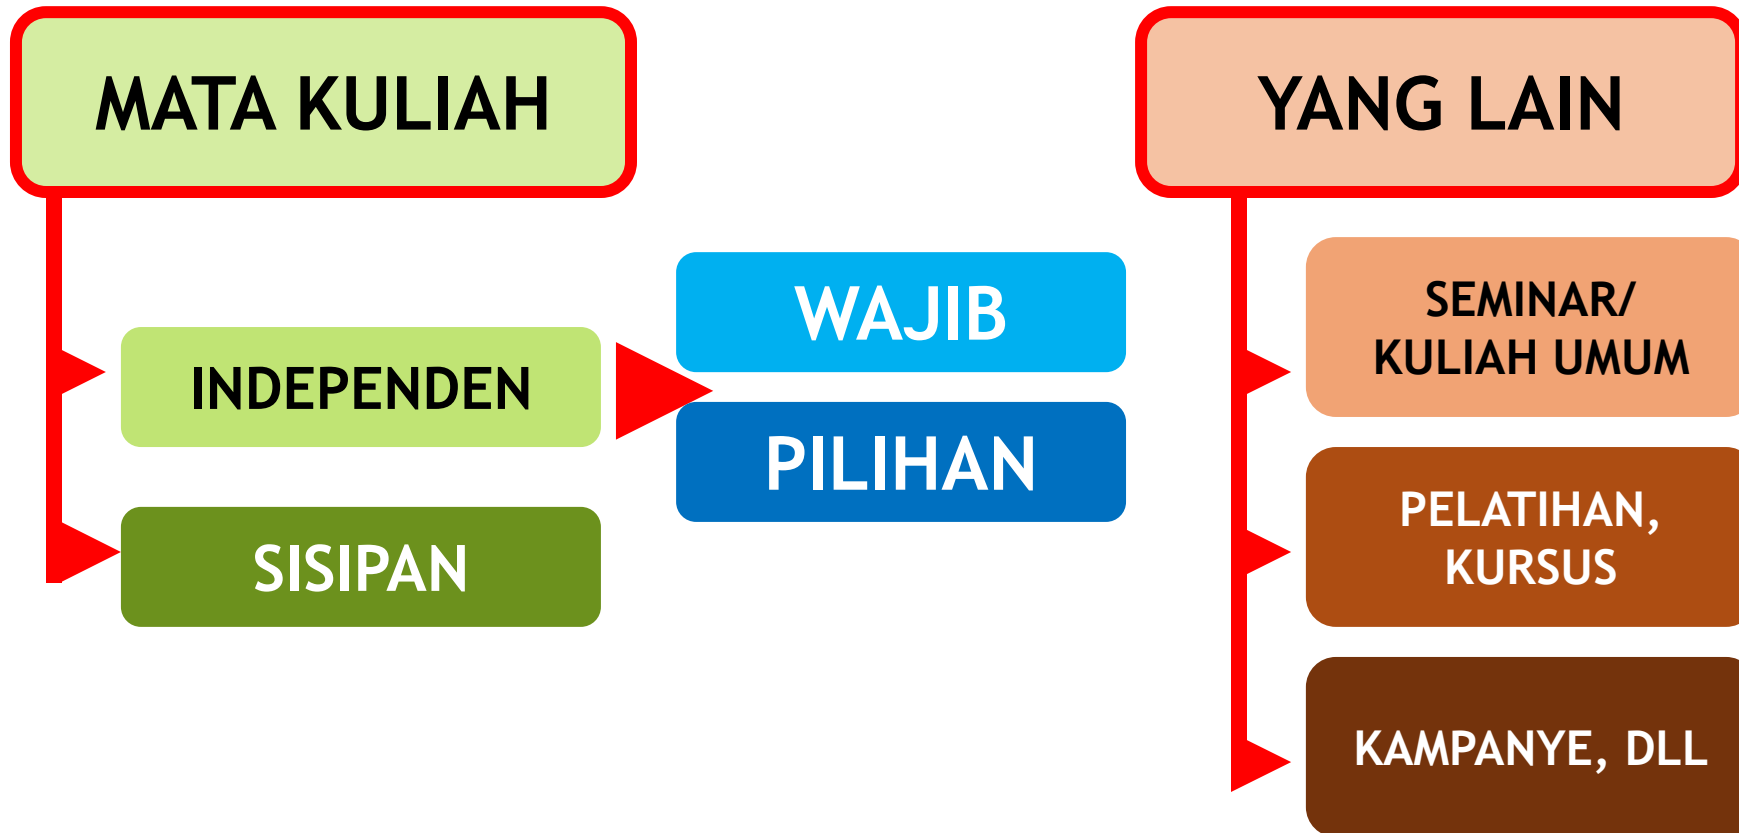 MATA KULIAH
INDEPENDEN
SISIPAN
WAJIB
PILIHAN
YANG LAIN
SEMINAR/
KULIAH UMUM
PELATIHAN,
KURSUS
KAMPANYE, DLL